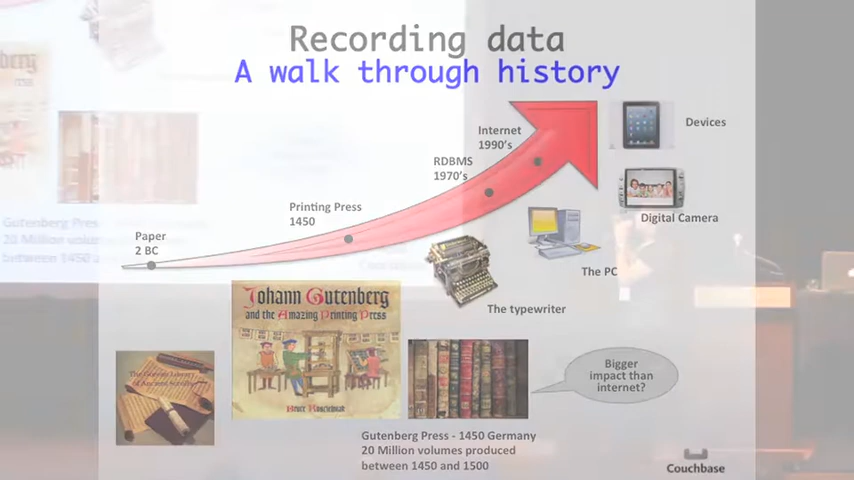 Recording data
A walk through history
Internet
1990's
Devices
RDBMS
1970's
Printing Press
1450
Digital Camera
Paper
2 BC
The PC
The typewriter
Johann Gutenberg
and the Amazing Printing Press
Bigger
impact than
internet?
Gutenberg Press - 1450 Germany
20 Million volumes produced
between 1450 and 1500
Couchbase